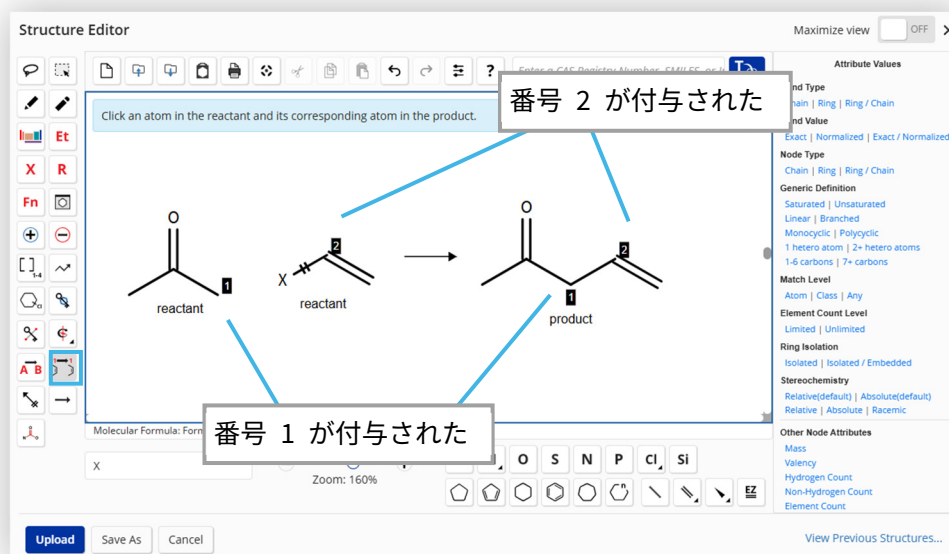 Structure Editor
Maximize view OFF
Et
X R
Fn
1-4
Cl
A B
1 1
?
Click an atom in the reactant and its corresponding atom in the product.
番号 2 が付与された
O
1
reactant
X
2
reactant
O
2
1
product
番号 1 が付与された
Molecular Formula:
X
Zoom: 160%
O S N P Cl Si
EZ
Attribute Values
Chain | Ring | Ring / Chain
Exact | Normalized | Exact / Normalized
Node Type
Chain | Ring | Ring / Chain
Generic Definition
Saturated | Unsaturated
Linear | Branched
Monocyclic | Polycyclic
1 hetero atom | 2+ hetero atoms
1-6 carbons | 7+ carbons
Match Level
Atom | Class | Any
Element Count Level
Limited | Unlimited
Ring Isolation
Isolated | Isolated / Embedded
Stereochemistry
Relative(default) | Absolute(default)
Relative | Absolute | Racemic
Other Node Attributes
Mass
Valency
Hydrogen Count
Non-Hydrogen Count
Element Count
Upload Save As Cancel
View Previous Structures...